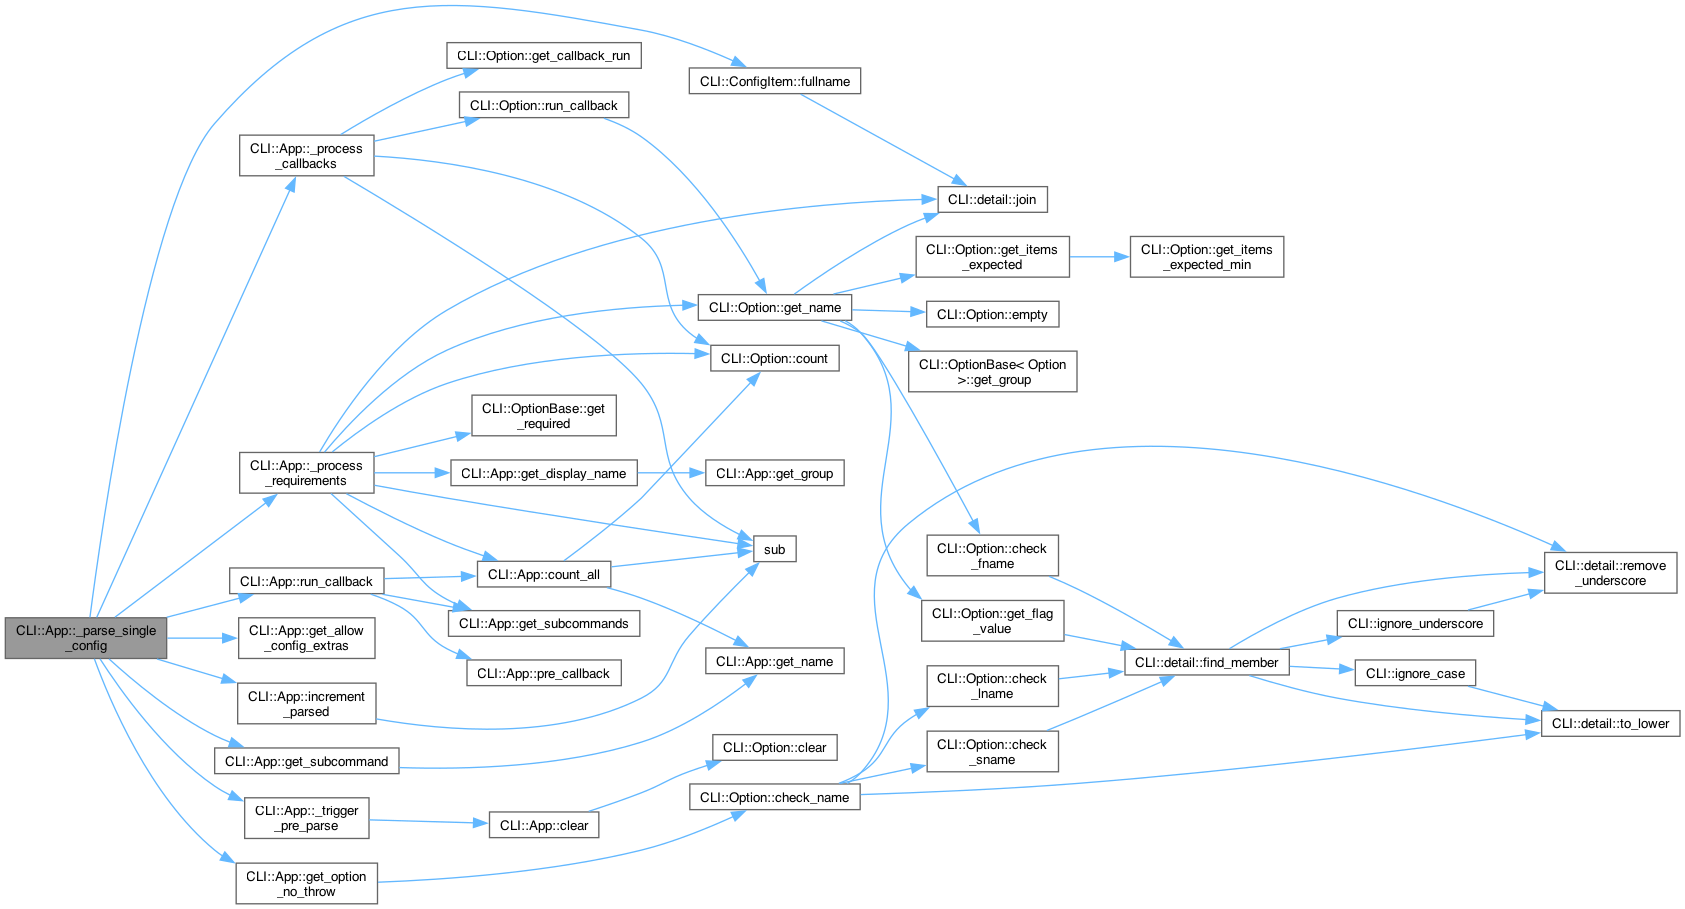 CLI::App::_parse_single
_config
CLI::App::_process
_callbacks
CLI::Option::get_callback_run
CLI::Option::run_callback
CLI::ConfigItem::fullname
CLI::detail::join
CLI::Option::get_items
_expected
CLI::Option::get_items
_expected_min
CLI::Option::get_name
CLI::Option::empty
CLI::OptionBase< Option
>::get_group
CLI::Option::count
CLI::OptionBase::get
_required
CLI::App::_process
_requirements
CLI::App::get_display_name
CLI::App::get_group
sub
CLI::App::count_all
CLI::App::run_callback
CLI::App::get_subcommands
CLI::App::get_allow
_config_extras
CLI::App::pre_callback
CLI::App::get_name
CLI::App::increment
_parsed
CLI::App::get_subcommand
CLI::App::_trigger
_pre_parse
CLI::App::clear
CLI::Option::clear
CLI::App::get_option
_no_throw
CLI::Option::check_name
CLI::Option::check
_fname
CLI::Option::get_flag
_value
CLI::Option::check
_lname
CLI::Option::check
_sname
CLI::detail::find_member
CLI::detail::remove
_underscore
CLI::ignore_underscore
CLI::ignore_case
CLI::detail::to_lower